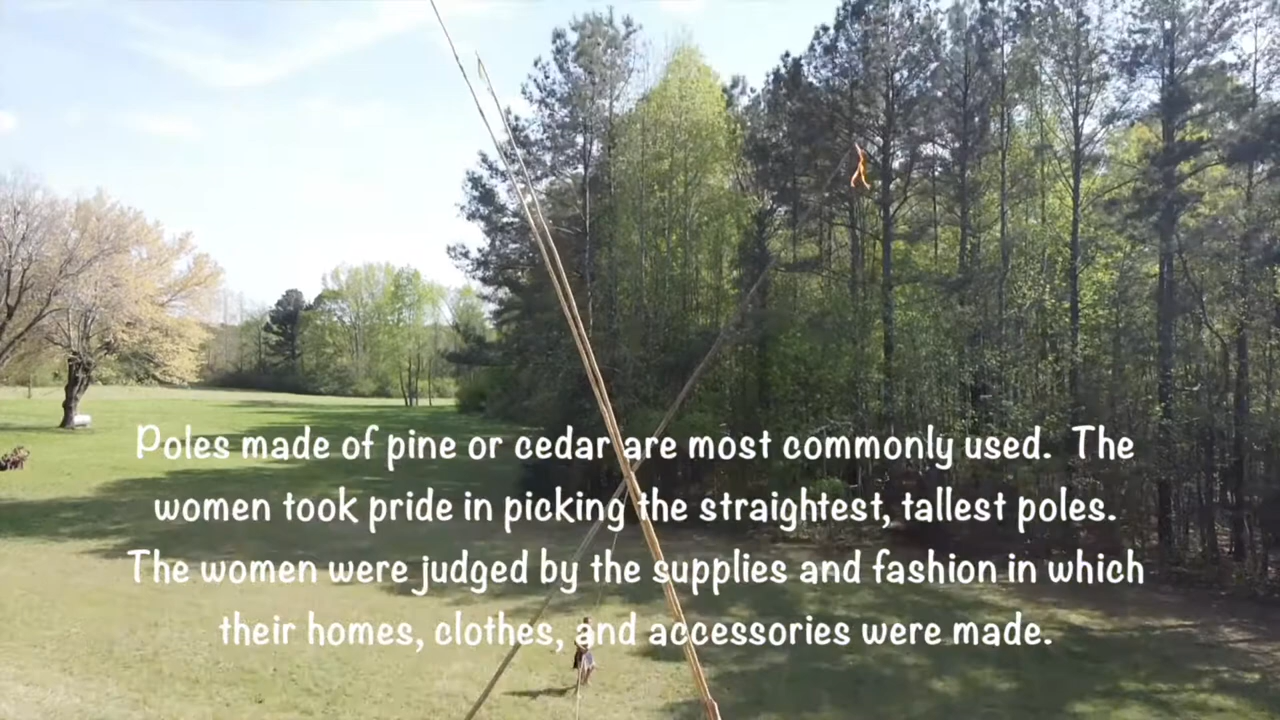 Poles made of pine or cedar are most commonly used. The
women took pride in picking the straightest, tallest poles.
The women were judged by the supplies and fashion in which
their homes, clothes, and accessories were made.